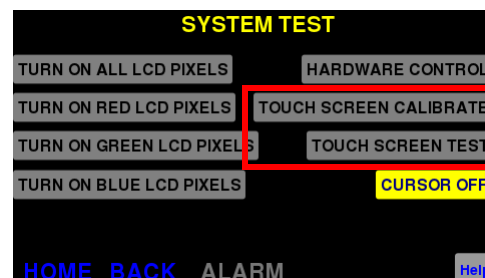 SYSTEM TEST
TURN ON ALL LCD PIXELS HARDWARE CONTROL
TURN ON RED LCD PIXELS TOUCH SCREEN CALIBRATE
TURN ON GREEN LCD PIXELS TOUCH SCREEN TEST
TURN ON BLUE LCD PIXELS CURSOR OFF
HOME BACK ALARM Help